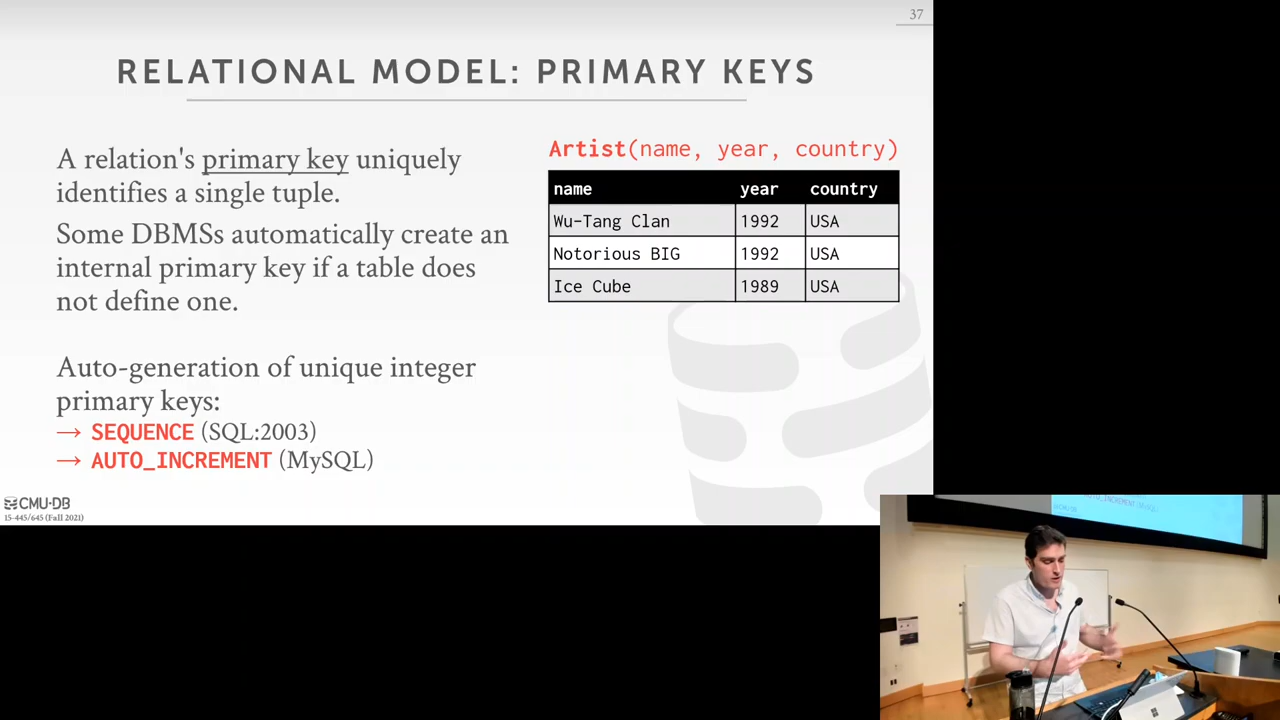 37
RELATIONAL MODEL: PRIMARY KEYS
A relation's primary key uniquely
identifies a single tuple.
Some DBMSs automatically create an
internal primary key if a table does
not define one.
Auto-generation of unique integer
primary keys:
→ SEQUENCE (SQL:2003)
→ AUTO_INCREMENT (MySQL)
Artist(name, year, country)
name year country
Wu-Tang Clan 1992 USA
Notorious BIG 1992 USA
Ice Cube 1989 USA
CMU·DB
15-445/645 (Fall 2021)